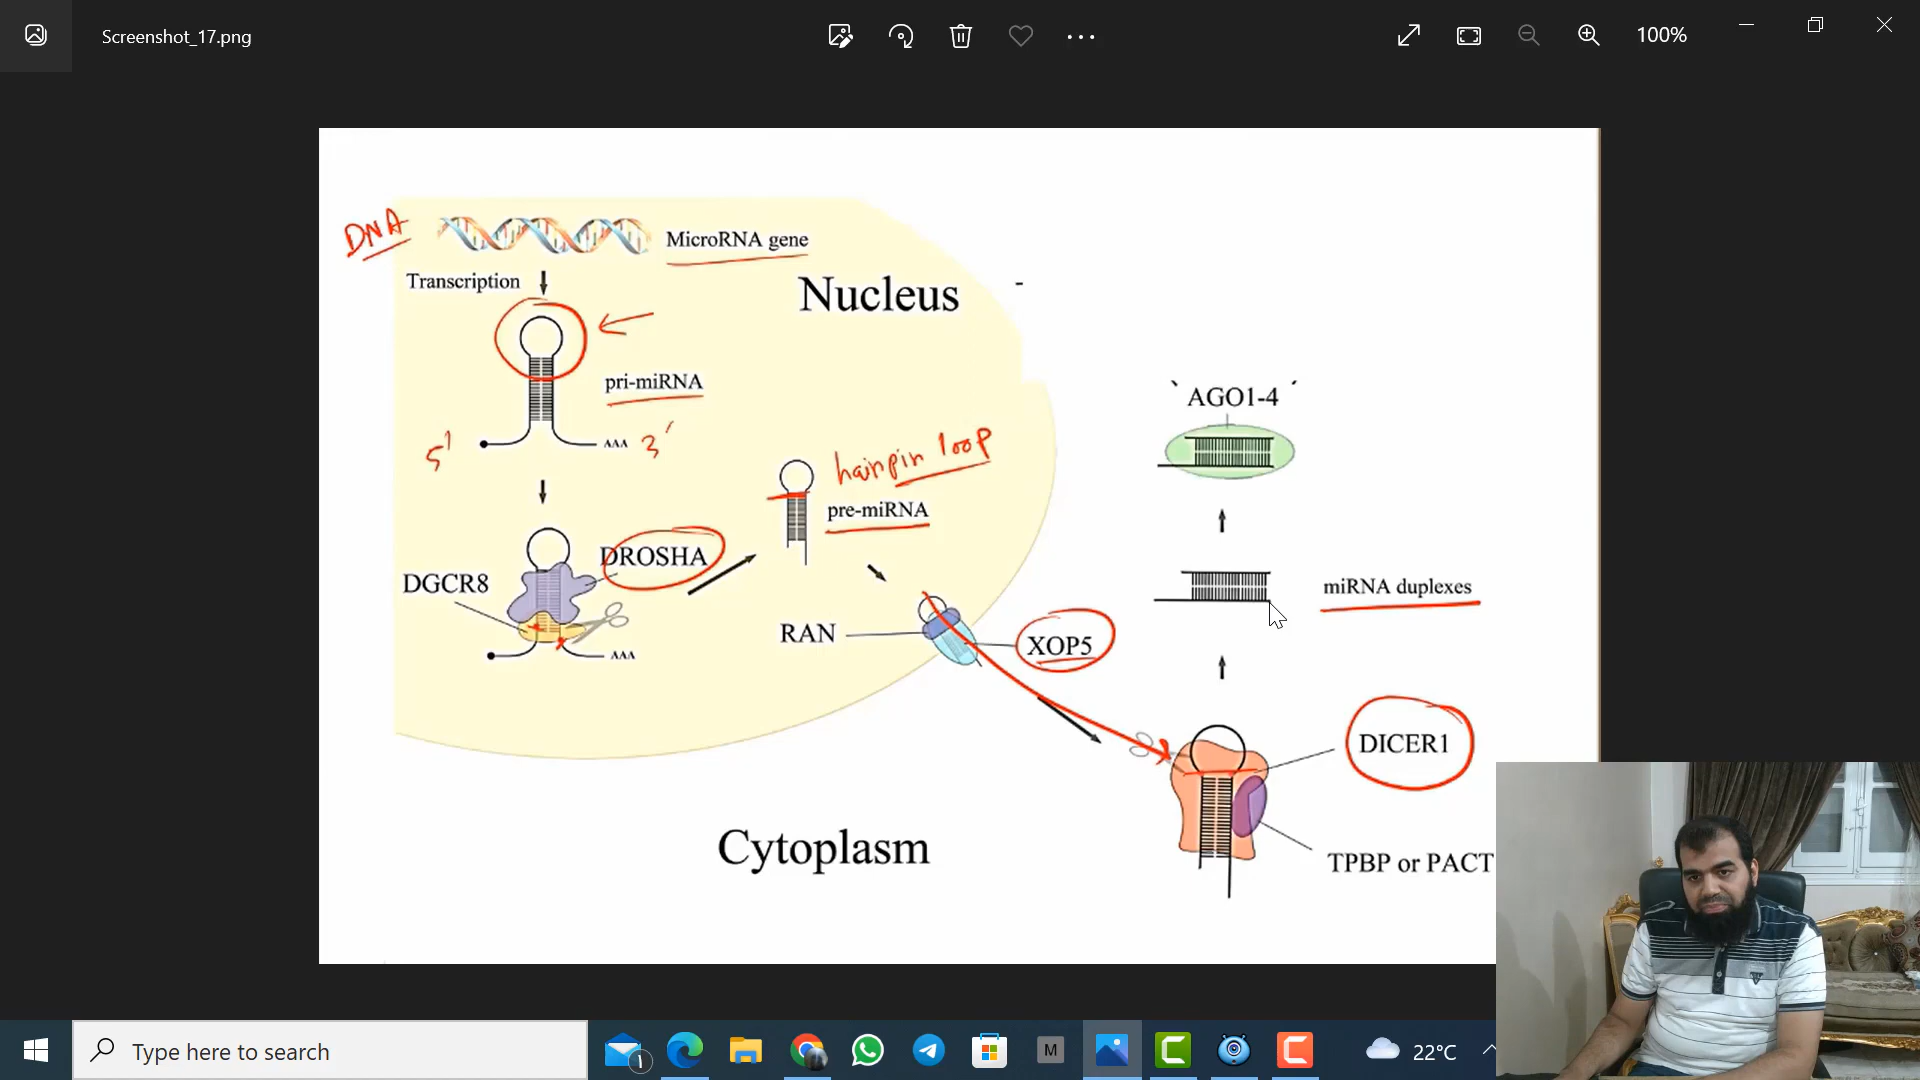 Screenshot_17.png
100%
DNA
MicroRNA gene
Transcription
Nucleus
pri-miRNA
AGO1-4
5'
AAA
3'
hairpin loop
pre-miRNA
DROSHA
DGCR8
miRNA duplexes
RAN
XOP5
AAA
DICER1
Cytoplasm
TPBP or PACT
Type here to search
1
M
22°C